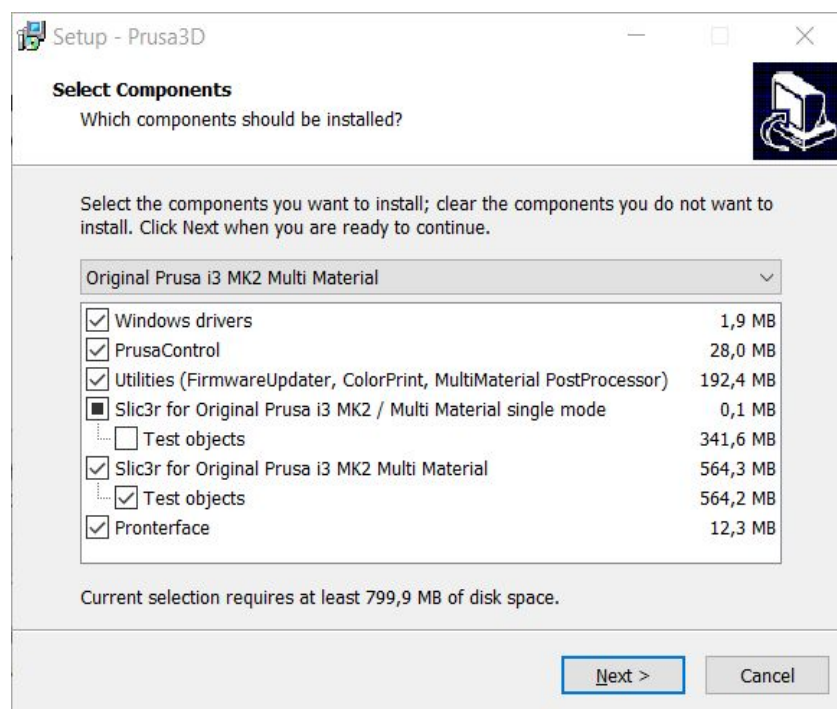 Setup - Prusa3D
Select Components
Which components should be installed?
Select the components you want to install; clear the components you do not want to
install. Click Next when you are ready to continue.
Original Prusa i3 MK2 Multi Material
Windows drivers 1,9 MB
PrusaControl 28,0 MB
Utilities (FirmwareUpdater, ColorPrint, MultiMaterial PostProcessor) 192,4 MB
Slic3r for Original Prusa i3 MK2 / Multi Material single mode 0,1 MB
Test objects 341,6 MB
Slic3r for Original Prusa i3 MK2 Multi Material 564,3 MB
Test objects 564,2 MB
Pronterface 12,3 MB
Current selection requires at least 799,9 MB of disk space.
Next > Cancel